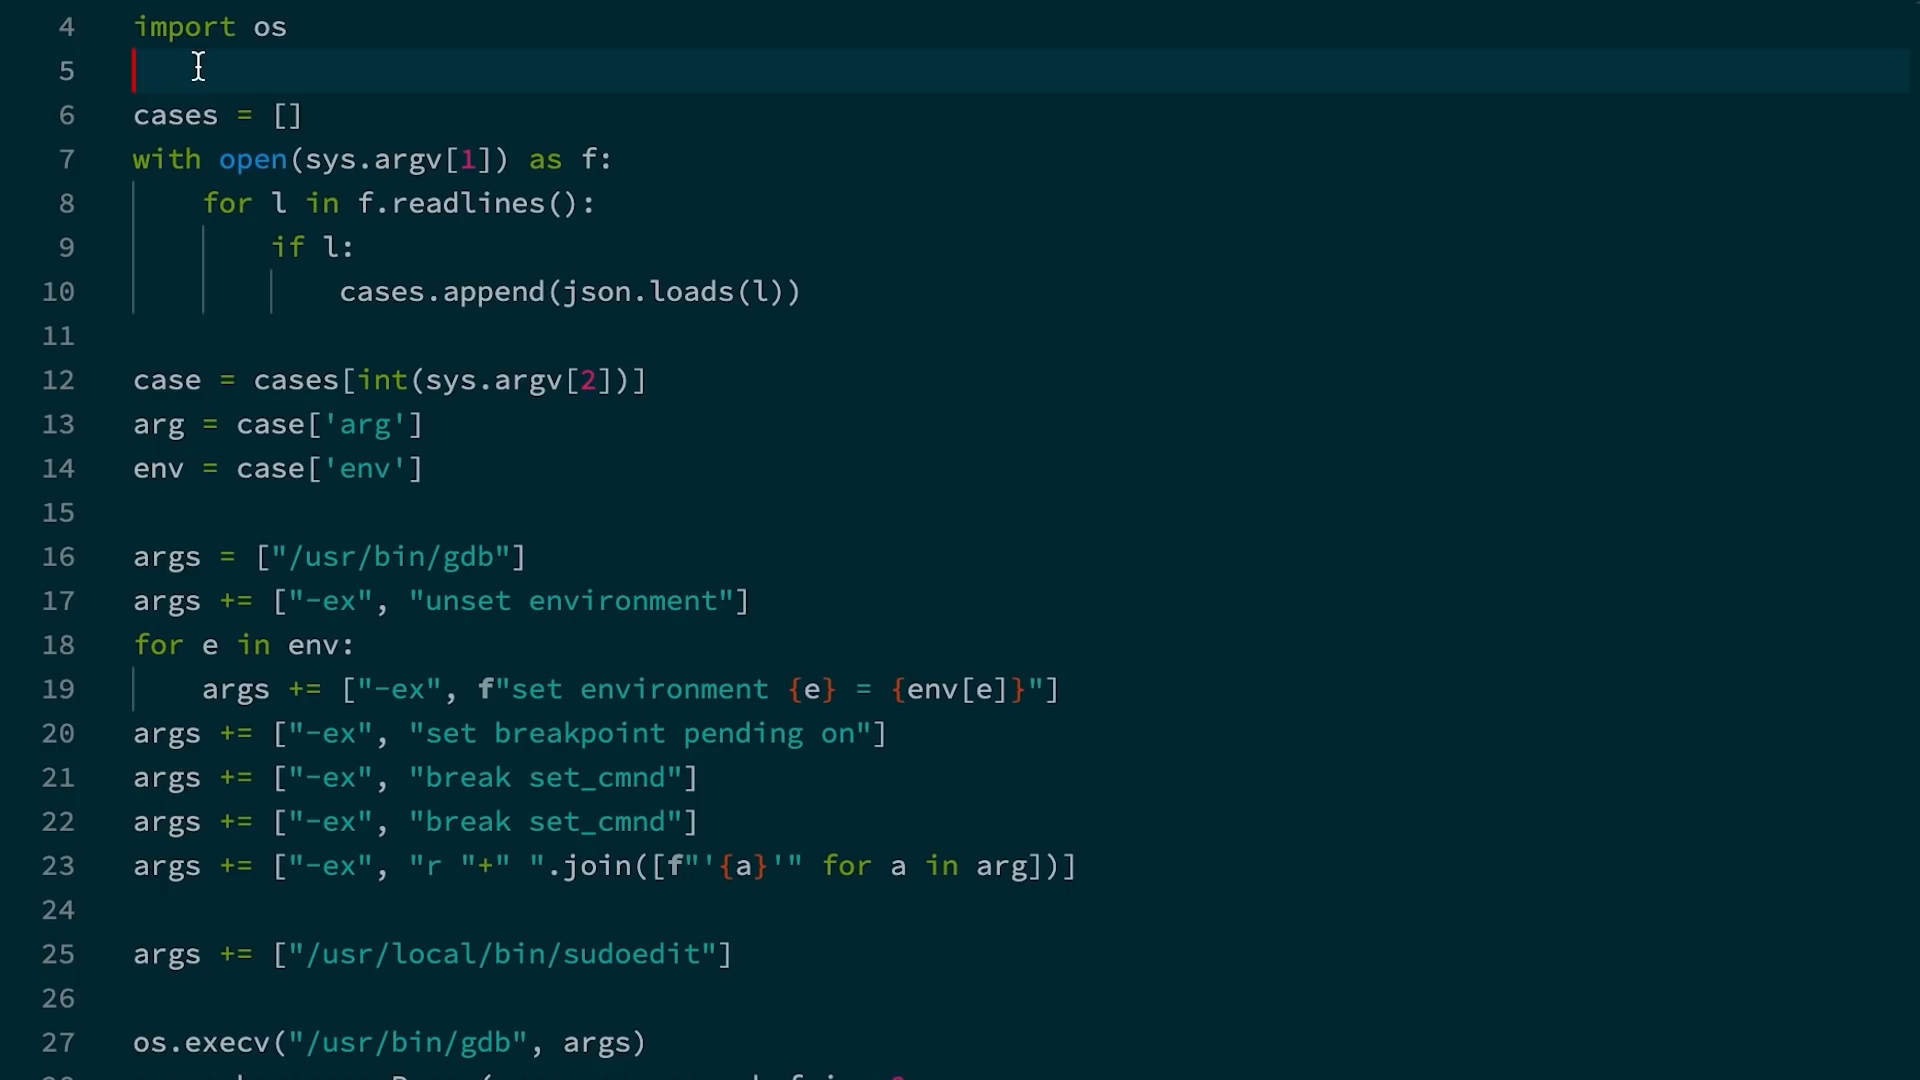 4 import os
5
6 cases = []
7 with open(sys.argv[1]) as f:
8     for l in f.readlines():
9         if l:
10             cases.append(json.loads(l))
11
12 case = cases[int(sys.argv[2])]
13 arg = case['arg']
14 env = case['env']
15
16 args = ["/usr/bin/gdb"]
17 args += ["-ex", "unset environment"]
18 for e in env:
19     args += ["-ex", f"set environment {e} = {env[e]}"]
20 args += ["-ex", "set breakpoint pending on"]
21 args += ["-ex", "break set_cmnd"]
22 args += ["-ex", "break set_cmnd"]
23 args += ["-ex", "r "+" ".join([f"'{a}'" for a in arg])]
24
25 args += ["/usr/local/bin/sudoedit"]
26
27 os.execv("/usr/bin/gdb", args)